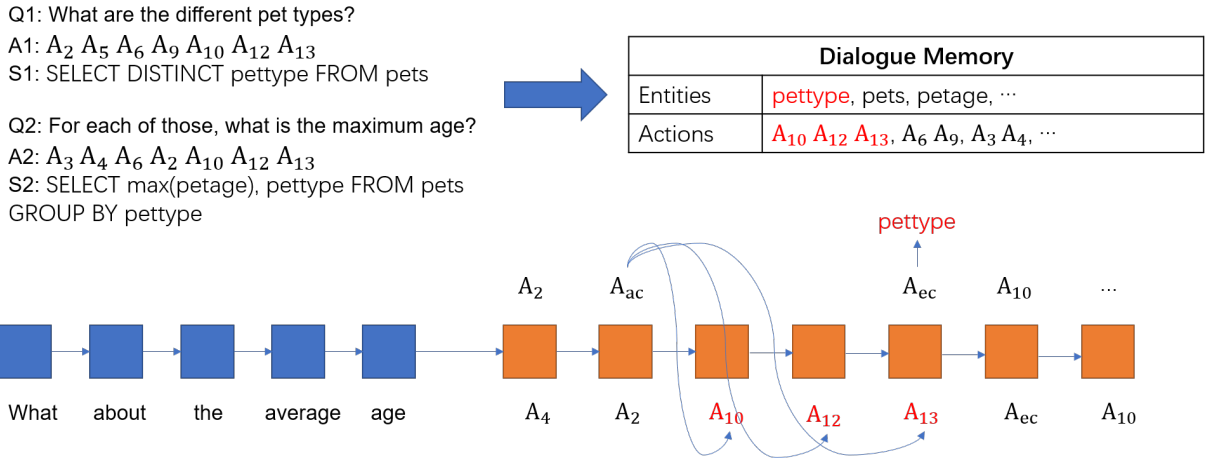 Q1: What are the different pet types?
A1: A₂ A₅ A₆ A₉ A₁₀ A₁₂ A₁₃
S1: SELECT DISTINCT pettype FROM pets
Q2: For each of those, what is the maximum age?
A2: A₃ A₄ A₆ A₂ A₁₀ A₁₂ A₁₃
S2: SELECT max(petage), pettype FROM pets
GROUP BY pettype
Dialogue Memory
Entities pettype, pets, petage, ···
Actions A₁₀ A₁₂ A₁₃, A₆ A₉, A₃ A₄, ···
pettype
A₂ Aₐc Aₑc A₁₀ ···
What about the average age A₄ A₂ A₁₀ A₁₂ A₁₃ Aₑc A₁₀